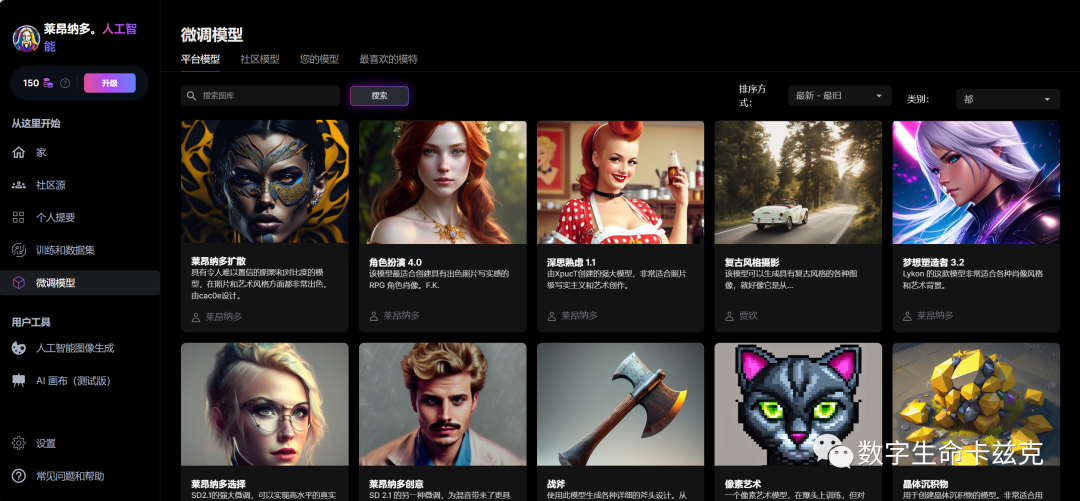 莱昂纳多。人工智
能
150
升级
从这里开始
家
社区源
个人提要
训练和数据集
微调模型
用户工具
人工智能图像生成
AI 画布（测试版）
设置
常见问题和帮助
微调模型
平台模型 社区模型 您的模型 最喜欢的模特
搜索图库
搜索
排序方
式：
最新 - 最旧
类别：
都
莱昂纳多扩散
具有令人难以置信的阴影和对比度的模
型，在照片和艺术风格方面都非常出色，
由cac0e设计。
莱昂纳多
角色扮演 4.0
该模型最适合创建具有出色照片写实感的
RPG 角色肖像。F.K.
莱昂纳多
深思熟虑 1.1
由XpucT创建的强大模型，非常适合照片
级写实主义和艺术创作。
莱昂纳多
复古风格摄影
该模型可以生成具有复古风格的各种图
像，就好像它是从...
贾钦
梦想塑造者 3.2
Lykon 的这款模型非常适合各种肖像风格
和艺术背景。
莱昂纳多
莱昂纳多选择
SD2.1的强大微调，可以实现高水平的真实
莱昂纳多创意
SD 2.1 的另一种微调，为混音带来了更具
战斧
使用此模型生成各种详细的斧头设计。从
像素艺术
一个像素艺术模型，在爆头上训练，但对
晶体沉积物
用于创建晶体沉积物的模型。非常适合用
数字生命卡兹克